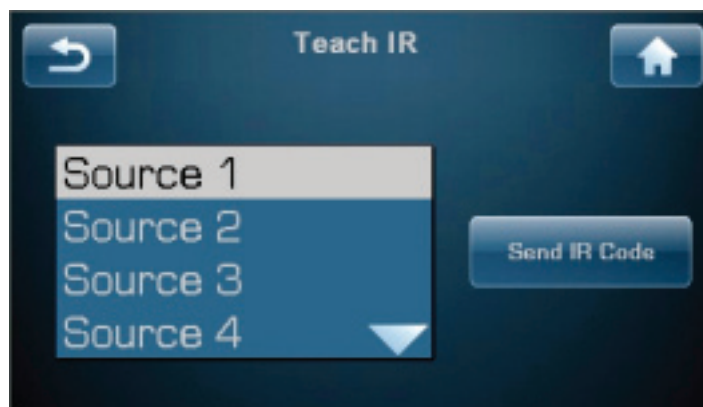 Teach IR
Source 1
Source 2
Source 3
Source 4
Send IR Code